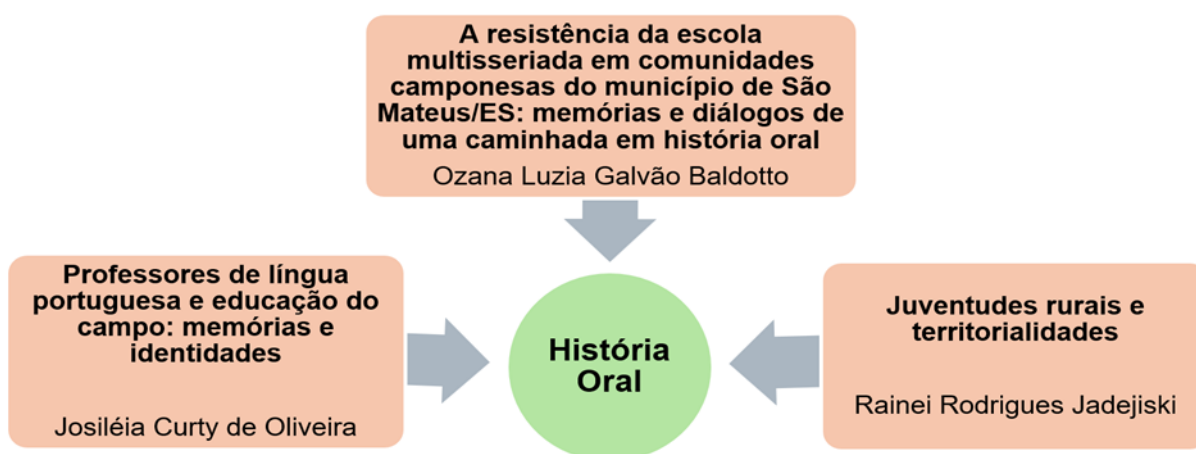 A resistência da escola
multisseriada em comunidades
camponesas do município de São
Mateus/ES: memórias e diálogos de
uma caminhada em história oral
Ozana Luzia Galvão Baldotto
Professores de língua
portuguesa e educação do
campo: memórias e
identidades
Josiléia Curty de Oliveira
História
Oral
Juventudes rurais e
territorialidades
Rainei Rodrigues Jadejiski